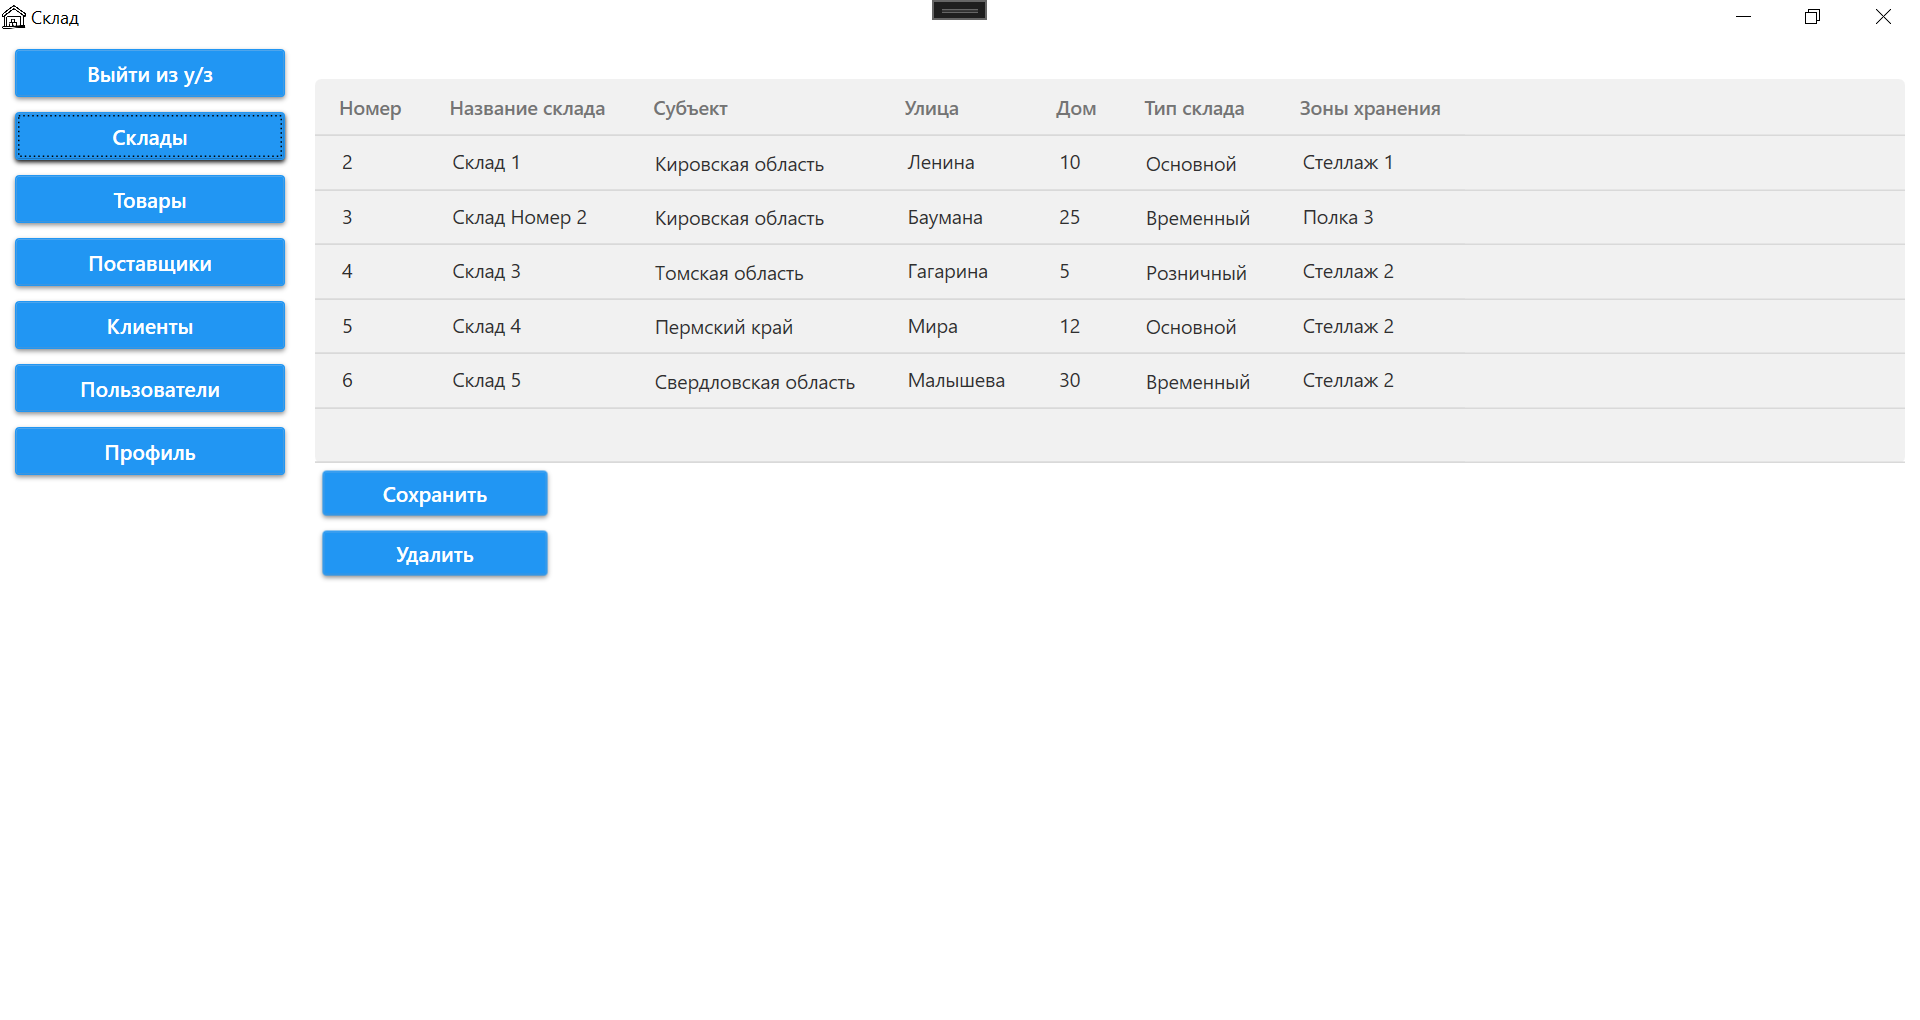 Склад
Выйти из у/з
Склады
Товары
Поставщики
Клиенты
Пользователи
Профиль
Номер Название склада Субъект Улица Дом Тип склада Зоны хранения
2 Склад 1 Кировская область Ленина 10 Основной Стеллаж 1
3 Склад Номер 2 Кировская область Баумана 25 Временный Полка 3
4 Склад 3 Томская область Гагарина 5 Розничный Стеллаж 2
5 Склад 4 Пермский край Мира 12 Основной Стеллаж 2
6 Склад 5 Свердловская область Малышева 30 Временный Стеллаж 2
Сохранить
Удалить